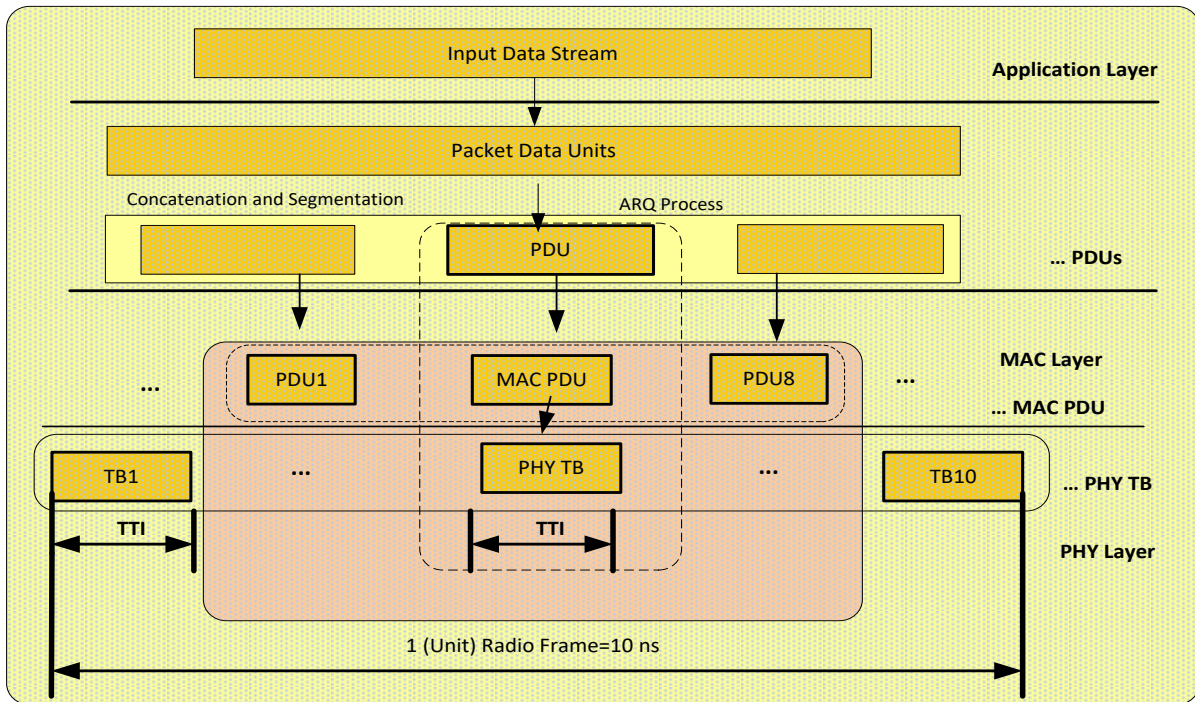 Input Data Stream
Application Layer
Packet Data Units
Concatenation and Segmentation
ARQ Process
PDU
... PDUs
MAC Layer
PDU1
MAC PDU
PDU8
...
...
... MAC PDU
TB1
...
PHY TB
...
TB10
... PHY TB
TTI
TTI
PHY Layer
1 (Unit) Radio Frame=10 ns